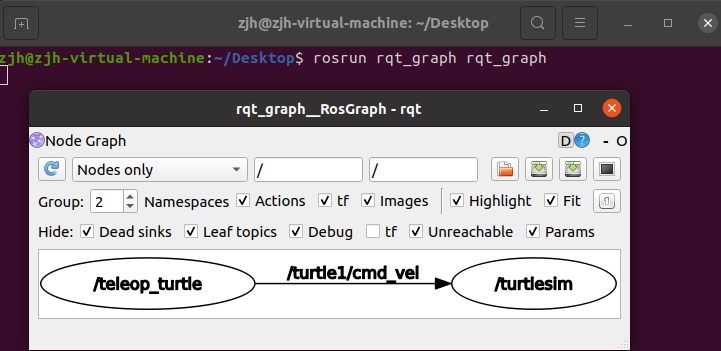 zjh@zjh-virtual-machine: ~/Desktop
zjh@zjh-virtual-machine:~/Desktop$ rosrun rqt_graph rqt_graph
rqt_graph__RosGraph - rqt
Node Graph D ? - O
Nodes only / /
Group: 2 Namespaces Actions tf Images Highlight Fit
Hide: Dead sinks Leaf topics Debug tf Unreachable Params
/teleop_turtle /turtle1/cmd_vel /turtlesim